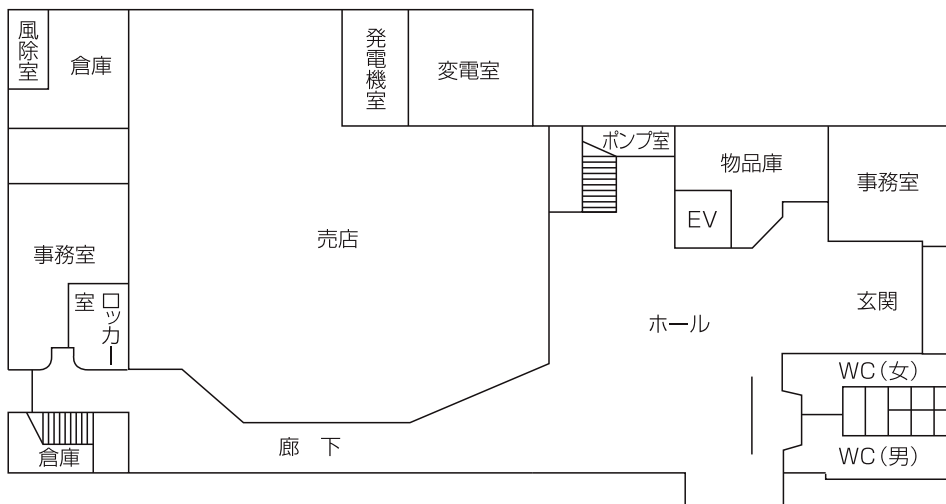 風除室
倉庫
発電機室
変電室
ポンプ室
物品庫
事務室
EV
売店
事務室
ロッカー室
玄関
ホール
WC(女)
廊 下
倉庫
WC(男)